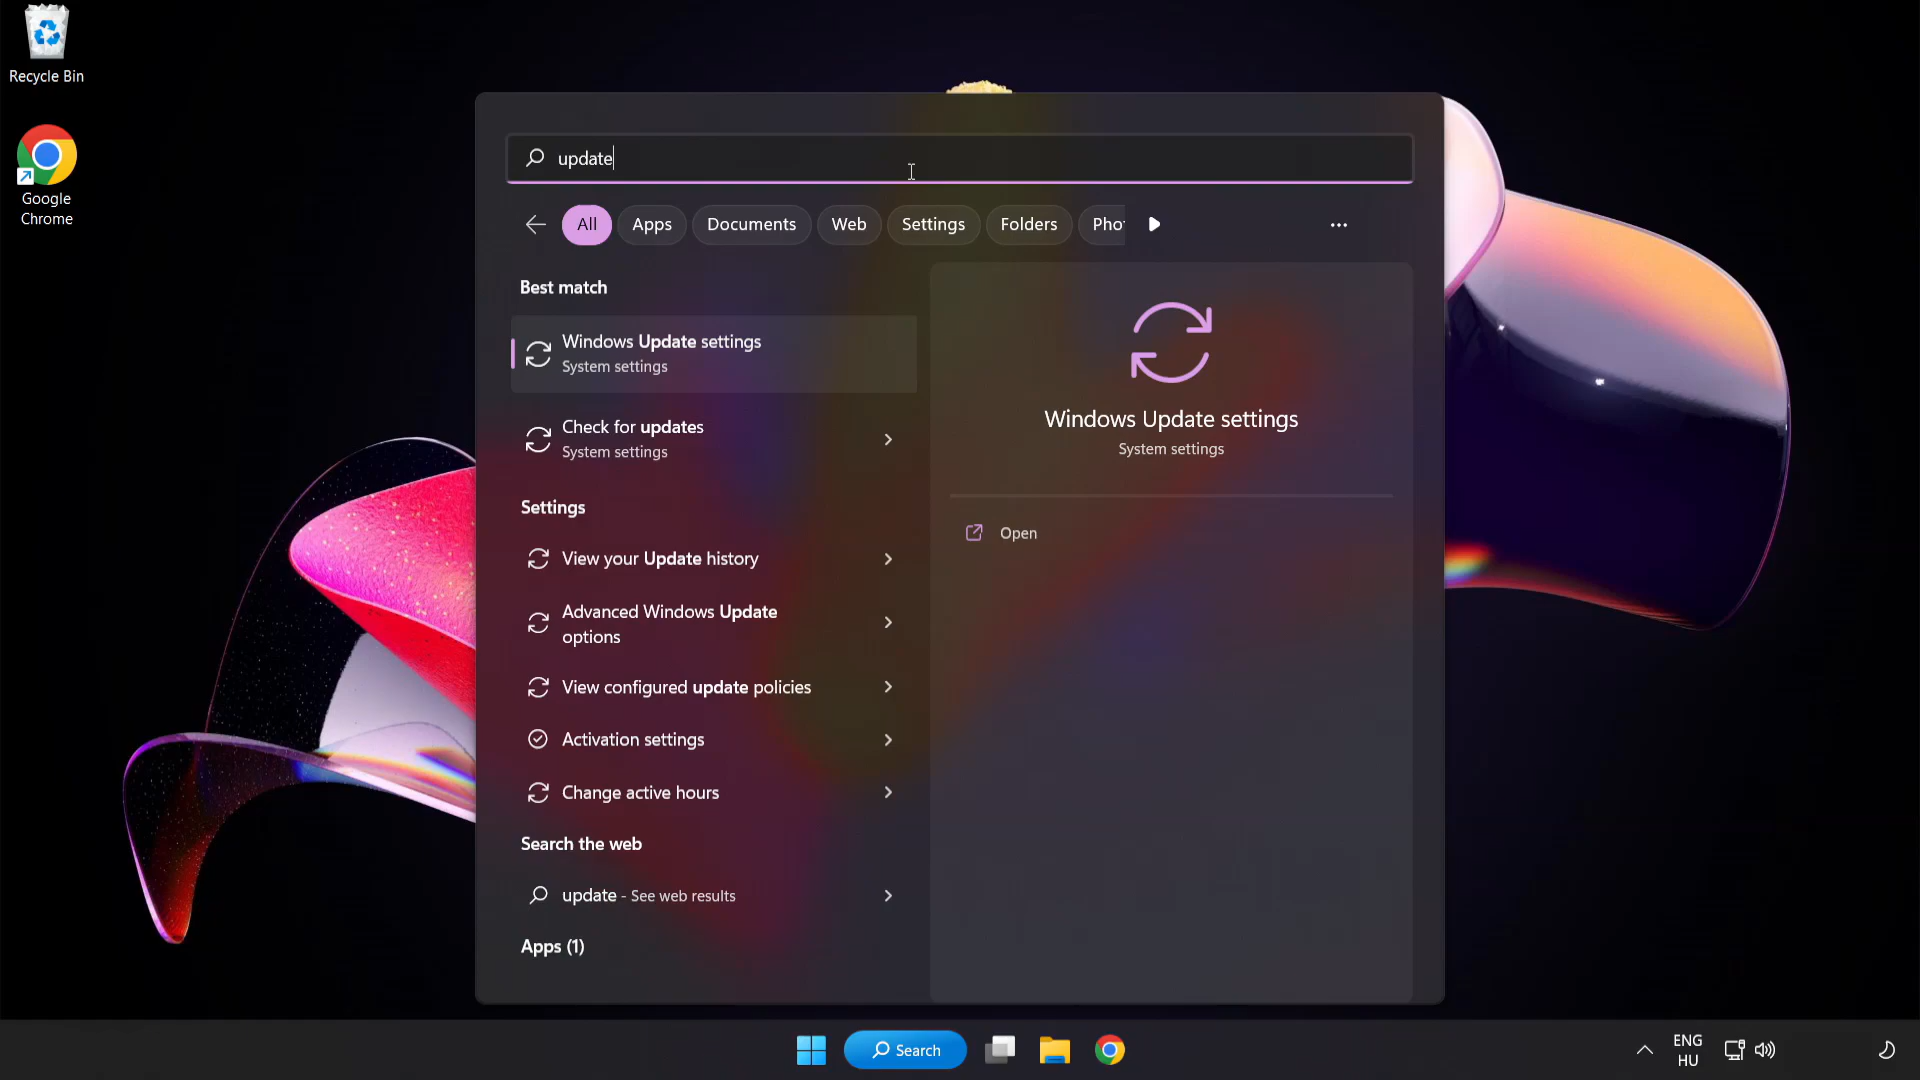 Recycle Bin
Google
Chrome
update
All
Apps
Documents
Web
Settings
Folders
Pho
Best match
Windows Update settings
System settings
Check for updates
System settings
Settings
View your Update history
Advanced Windows Update
options
View configured update policies
Activation settings
Change active hours
Search the web
update - See web results
Apps (1)
Windows Update settings
System settings
Open
Search
ENG
HU